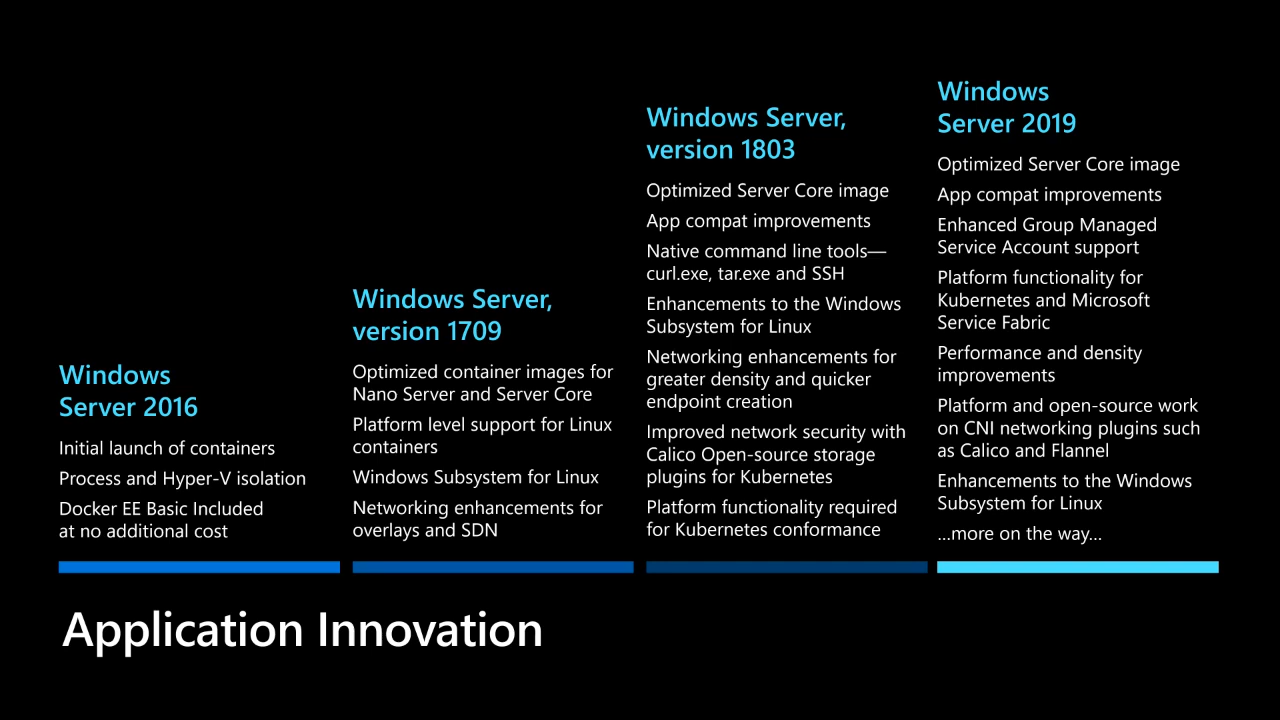 Windows
Server 2016
Initial launch of containers
Process and Hyper-V isolation
Docker EE Basic Included
at no additional cost
Windows Server,
version 1709
Optimized container images for
Nano Server and Server Core
Platform level support for Linux
containers
Windows Subsystem for Linux
Networking enhancements for
overlays and SDN
Windows Server,
version 1803
Optimized Server Core image
App compat improvements
Native command line tools—
curl.exe, tar.exe and SSH
Enhancements to the Windows
Subsystem for Linux
Networking enhancements for
greater density and quicker
endpoint creation
Improved network security with
Calico Open-source storage
plugins for Kubernetes
Platform functionality required
for Kubernetes conformance
Windows
Server 2019
Optimized Server Core image
App compat improvements
Enhanced Group Managed
Service Account support
Platform functionality for
Kubernetes and Microsoft
Service Fabric
Performance and density
improvements
Platform and open-source work
on CNI networking plugins such
as Calico and Flannel
Enhancements to the Windows
Subsystem for Linux
...more on the way...
Application Innovation